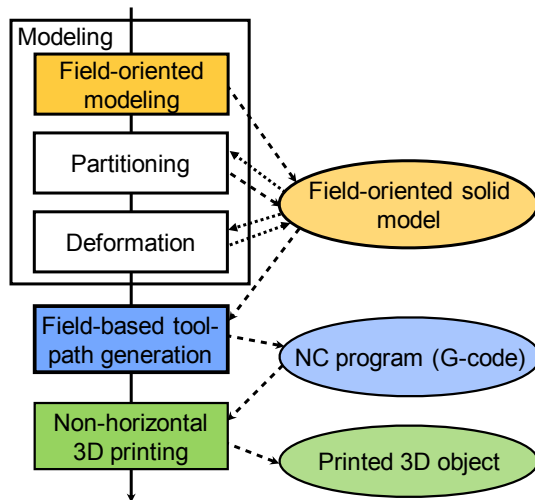 Modeling
Field-oriented
modeling
Partitioning
Deformation
Field-oriented solid
model
Field-based tool-
path generation
NC program (G-code)
Non-horizontal
3D printing
Printed 3D object